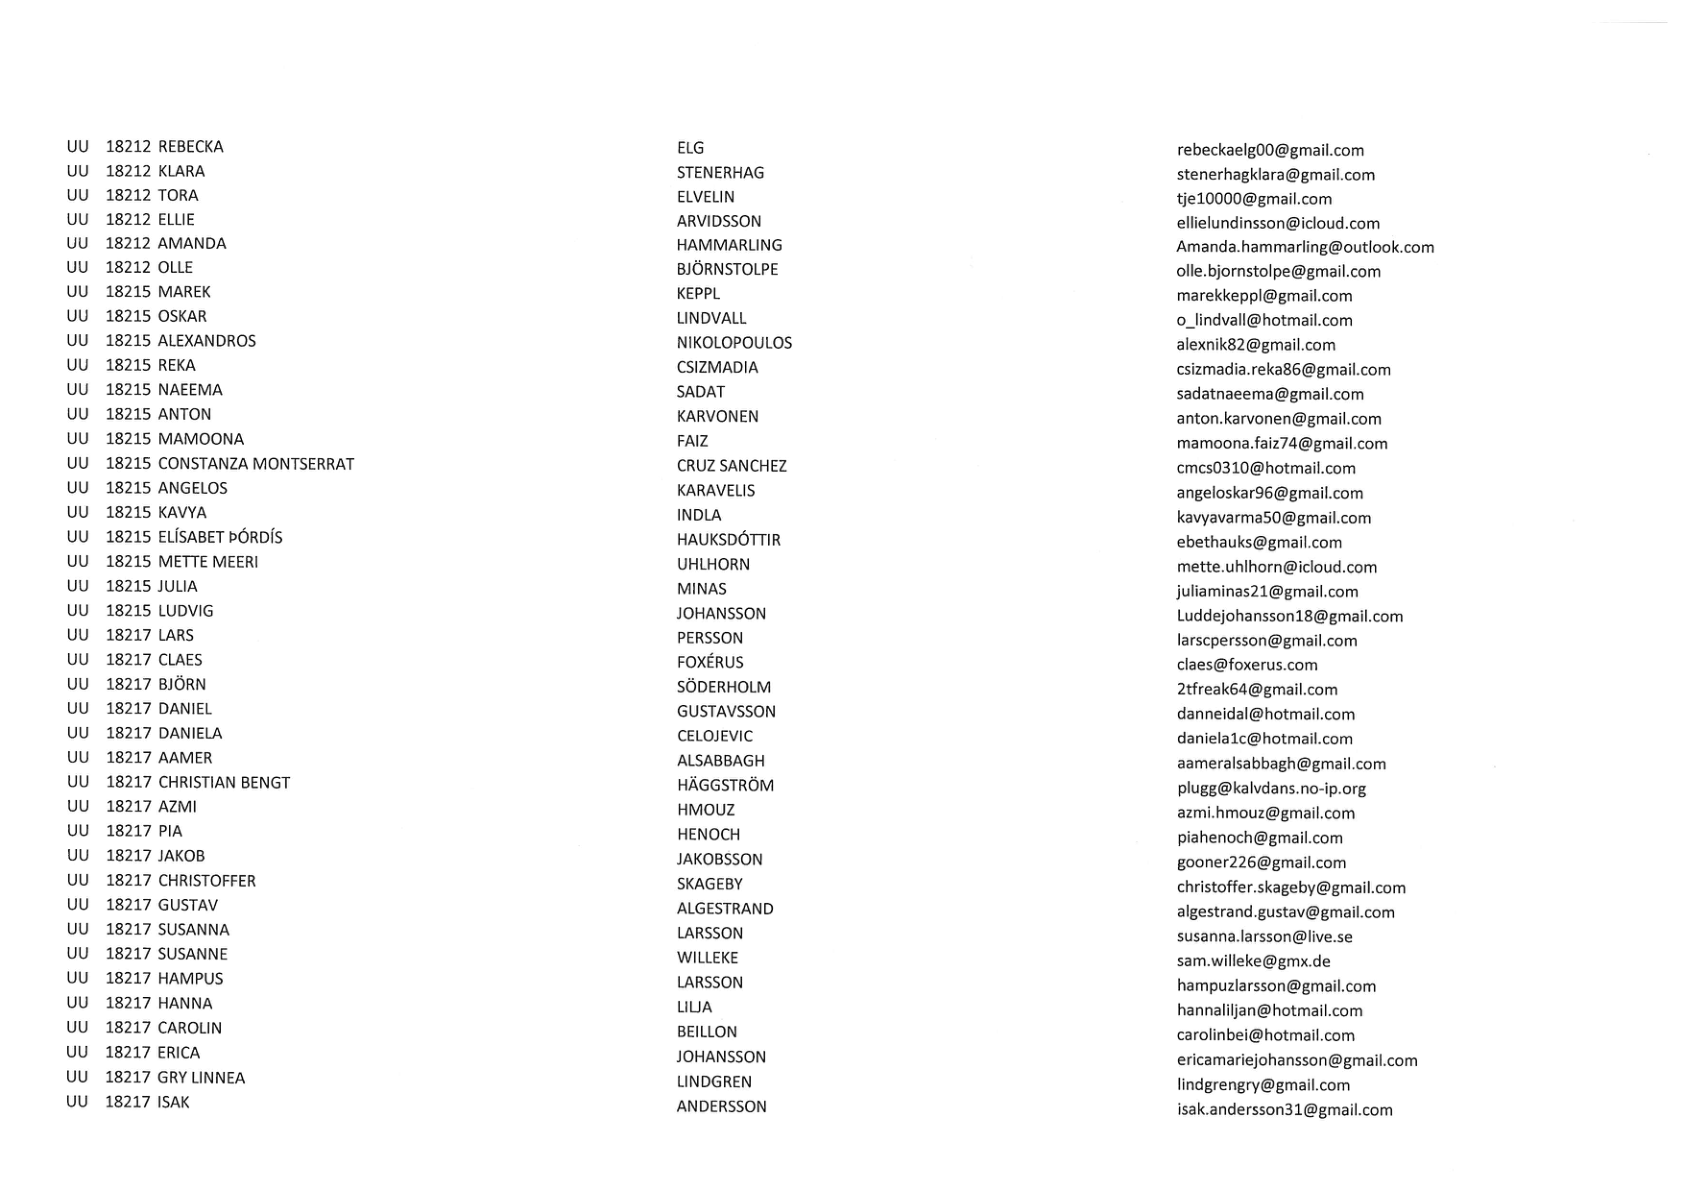 UU 18212 REBECKA ELG rebeckaelg00@gmail.com
UU 18212 KLARA STENERHAG stenerhagklara@gmail.com
UU 18212 TORA ELVELIN tje10000@gmail.com
UU 18212 ELLIE ARVIDSSON ellielundinsson@icloud.com
UU 18212 AMANDA HAMMARLING Amanda.hammarling@outlook.com
UU 18212 OLLE BJÖRNSTOLPE olle.bjornstolpe@gmail.com
UU 18215 MAREK KEPPL marekkeppl@gmail.com
UU 18215 OSKAR LINDVALL o_lindvall@hotmail.com
UU 18215 ALEXANDROS NIKOLOPOULOS alexnik82@gmail.com
UU 18215 REKA CSIZMADIA csizmadia.reka86@gmail.com
UU 18215 NAEEMA SADAT sadatnaeema@gmail.com
UU 18215 ANTON KARVONEN anton.karvonen@gmail.com
UU 18215 MAMOONA FAIZ mamoona.faiz74@gmail.com
UU 18215 CONSTANZA MONTSERRAT CRUZ SANCHEZ cmcs0310@hotmail.com
UU 18215 ANGELOS KARAVELIS angeloskar96@gmail.com
UU 18215 KAVYA INDLA kavyavarma50@gmail.com
UU 18215 ELÍSABET ÞÓRDÍS HAUKSDÓTTIR ebethauks@gmail.com
UU 18215 METTE MEERI UHLHORN mette.uhlhorn@icloud.com
UU 18215 JULIA MINAS juliaminas21@gmail.com
UU 18215 LUDVIG JOHANSSON Luddejohansson18@gmail.com
UU 18217 LARS PERSSON larscpersson@gmail.com
UU 18217 CLAES FOXÉRUS claes@foxerus.com
UU 18217 BJÖRN SÖDERHOLM 2tfreak64@gmail.com
UU 18217 DANIEL GUSTAVSSON danneidal@hotmail.com
UU 18217 DANIELA CELOJEVIC daniela1c@hotmail.com
UU 18217 AAMER ALSABBAGH aameralsabbagh@gmail.com
UU 18217 CHRISTIAN BENGT HÄGGSTRÖM plugg@kalvdans.no-ip.org
UU 18217 AZMI HMOUZ azmi.hmouz@gmail.com
UU 18217 PIA HENOCH piahenoch@gmail.com
UU 18217 JAKOB JAKOBSSON gooner226@gmail.com
UU 18217 CHRISTOFFER SKAGEBY christoffer.skageby@gmail.com
UU 18217 GUSTAV ALGESTRAND algestrand.gustav@gmail.com
UU 18217 SUSANNA LARSSON susanna.larsson@live.se
UU 18217 SUSANNE WILLEKE sam.willeke@gmx.de
UU 18217 HAMPUS LARSSON hampuzlarsson@gmail.com
UU 18217 HANNA LILJA hannaliljan@hotmail.com
UU 18217 CAROLIN BEILLON carolinbei@hotmail.com
UU 18217 ERICA JOHANSSON ericamariejohansson@gmail.com
UU 18217 GRY LINNEA LINDGREN lindgrengry@gmail.com
UU 18217 ISAK ANDERSSON isak.andersson31@gmail.com